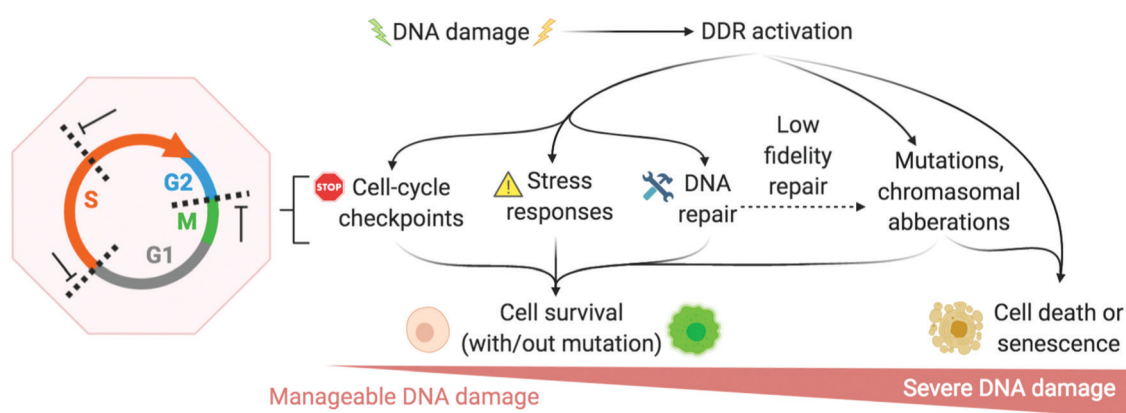 DNA damage
DDR activation
S
G2
M
G1
STOP
Cell-cycle
checkpoints
Stress
responses
DNA
repair
Low
fidelity
repair
Mutations,
chromasomal
abberations
Cell survival
(with/out mutation)
Cell death or
senescence
Manageable DNA damage
Severe DNA damage